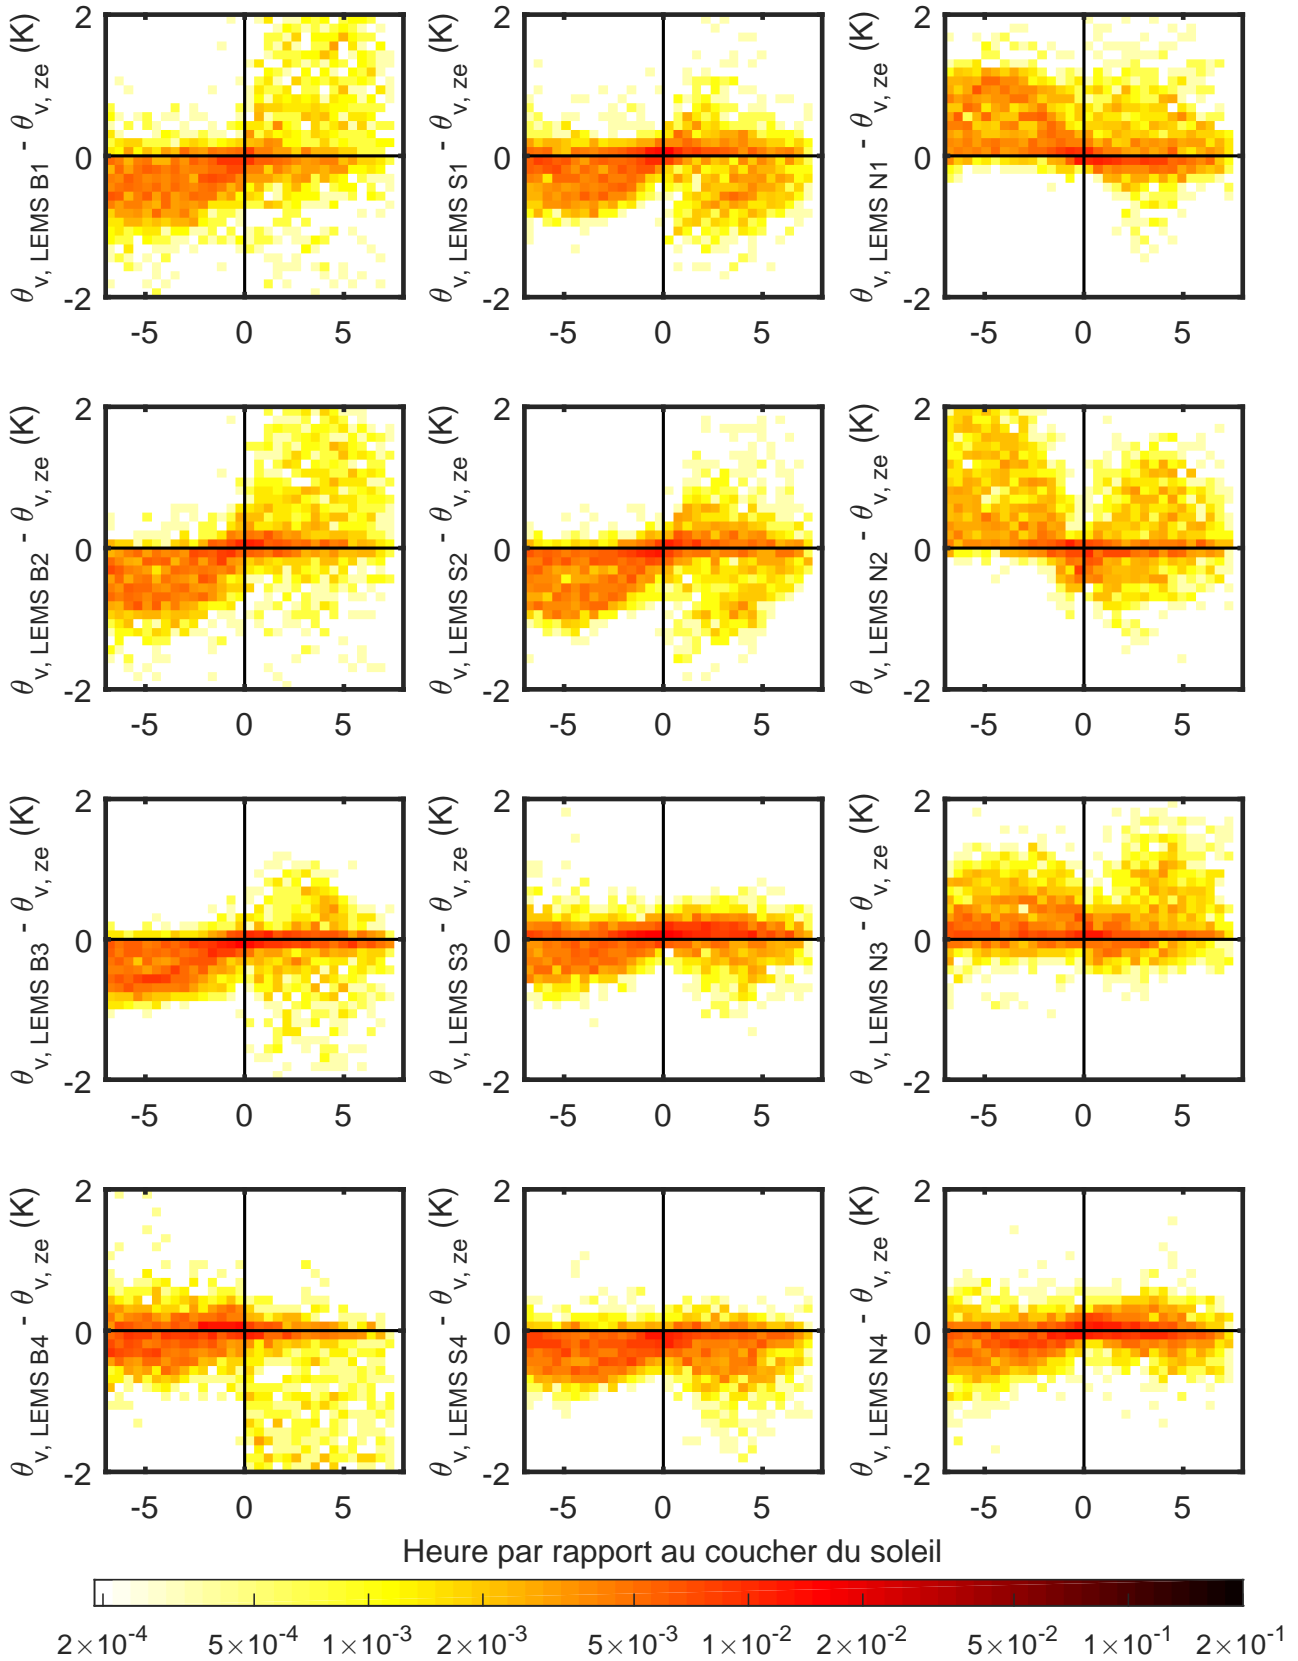 θv, LEMS B1 - θv, ze (K)
2
0
-2
-5 0 5
θv, LEMS S1 - θv, ze (K)
2
0
-2
-5 0 5
θv, LEMS N1 - θv, ze (K)
2
0
-2
-5 0 5
θv, LEMS B2 - θv, ze (K)
2
0
-2
-5 0 5
θv, LEMS S2 - θv, ze (K)
2
0
-2
-5 0 5
θv, LEMS N2 - θv, ze (K)
2
0
-2
-5 0 5
θv, LEMS B3 - θv, ze (K)
2
0
-2
-5 0 5
θv, LEMS S3 - θv, ze (K)
2
0
-2
-5 0 5
θv, LEMS N3 - θv, ze (K)
2
0
-2
-5 0 5
θv, LEMS B4 - θv, ze (K)
2
0
-2
-5 0 5
θv, LEMS S4 - θv, ze (K)
2
0
-2
-5 0 5
θv, LEMS N4 - θv, ze (K)
2
0
-2
-5 0 5
Heure par rapport au coucher du soleil
2×10⁻⁴ 5×10⁻⁴ 1×10⁻³ 2×10⁻³ 5×10⁻³ 1×10⁻² 2×10⁻² 5×10⁻² 1×10⁻¹ 2×10⁻¹